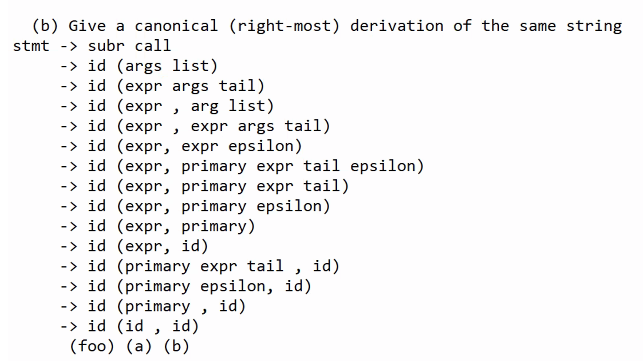 (b) Give a canonical (right-most) derivation of the same string
stmt -> subr call
-> id (args list)
-> id (expr args tail)
-> id (expr , arg list)
-> id (expr , expr args tail)
-> id (expr, expr epsilon)
-> id (expr, primary expr tail epsilon)
-> id (expr, primary expr tail)
-> id (expr, primary epsilon)
-> id (expr, primary)
-> id (expr, id)
-> id (primary expr tail , id)
-> id (primary epsilon, id)
-> id (primary , id)
-> id (id , id)
(foo) (a) (b)